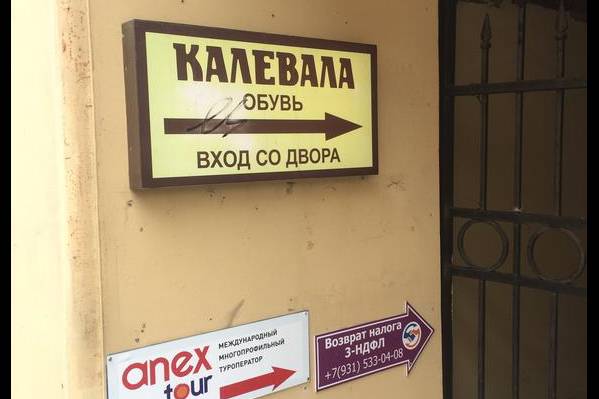 КАЛЕВАЛА
ОБУВЬ
ВХОД СО ДВОРА
anex
tour
МЕЖДУНАРОДНЫЙ
МНОГОПРОФИЛЬНЫЙ
ТУРОПЕРАТОР
Возврат налога
3-НДФЛ
+7(931) 533-04-08